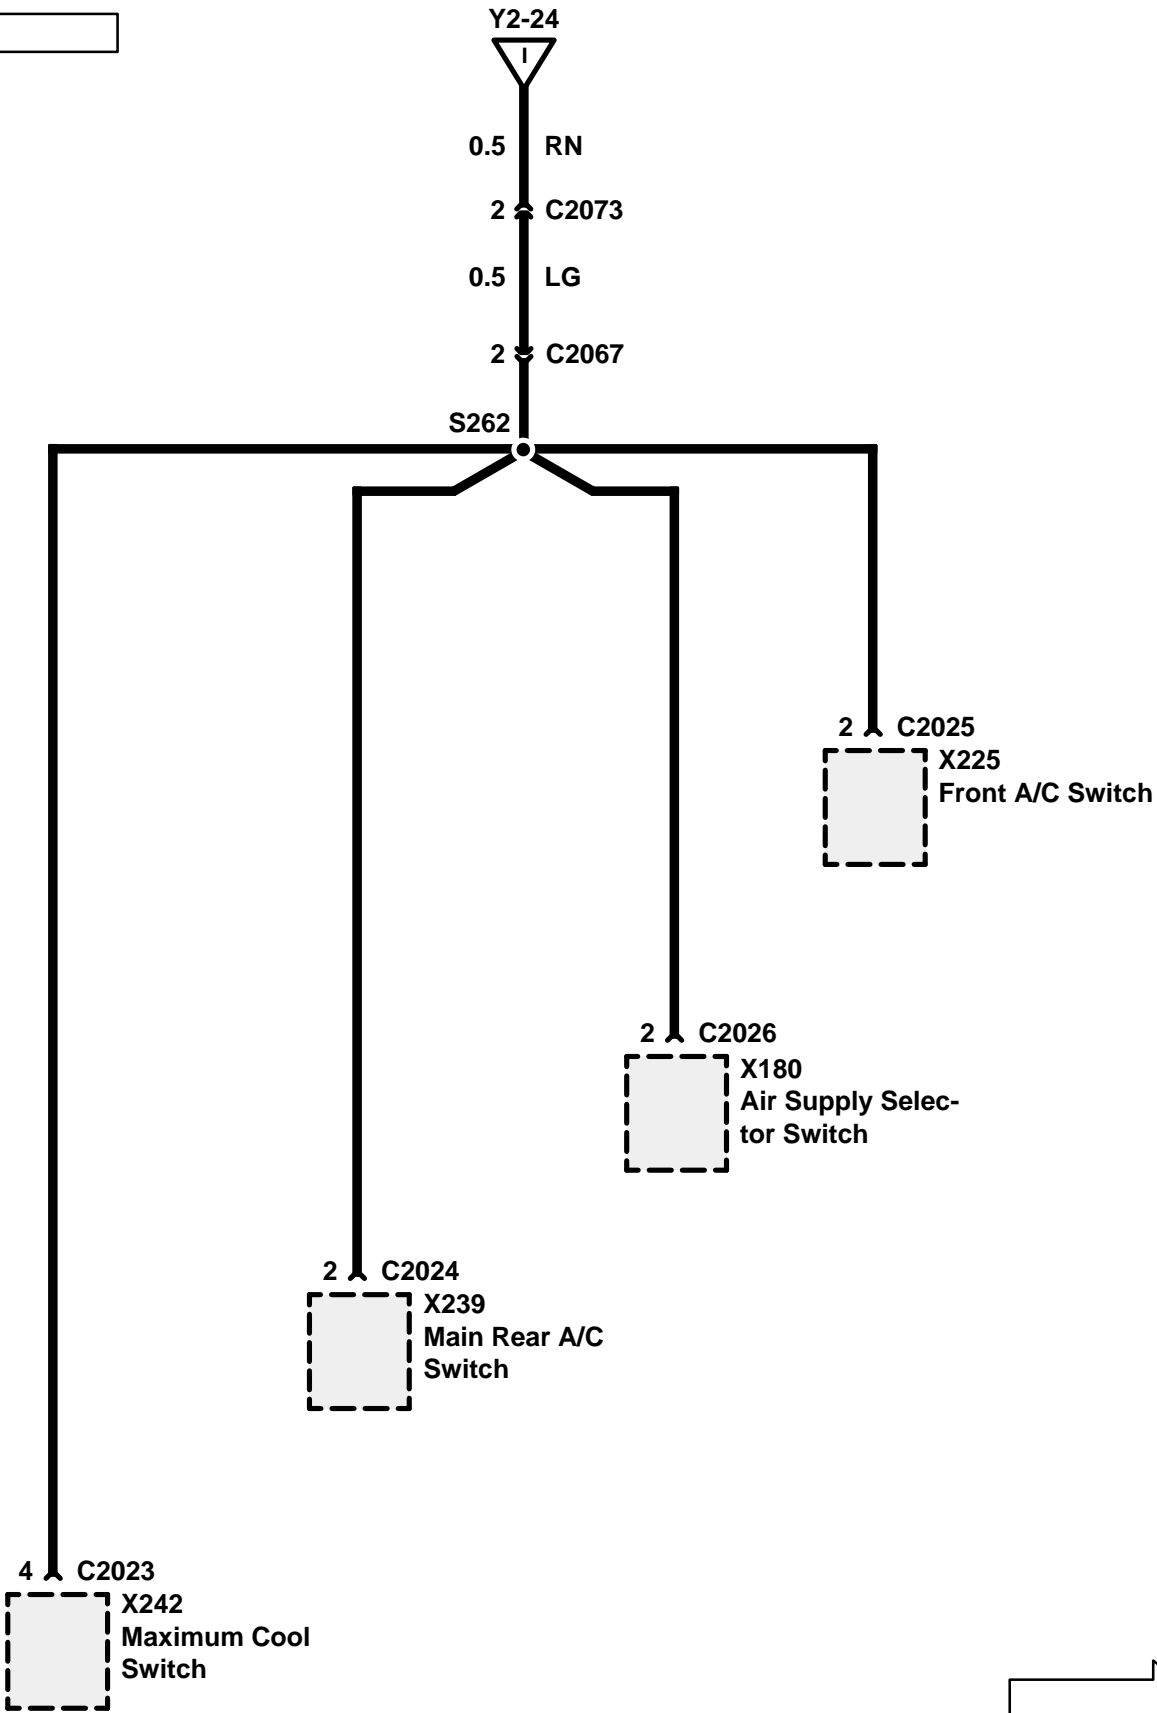 Y2-24
I
0.5 RN
2 C2073
0.5 LG
2 C2067
S262
2 C2025
X225
Front A/C Switch
2 C2026
X180
Air Supply Selec-
tor Switch
2 C2024
X239
Main Rear A/C
Switch
4 C2023
X242
Maximum Cool
Switch